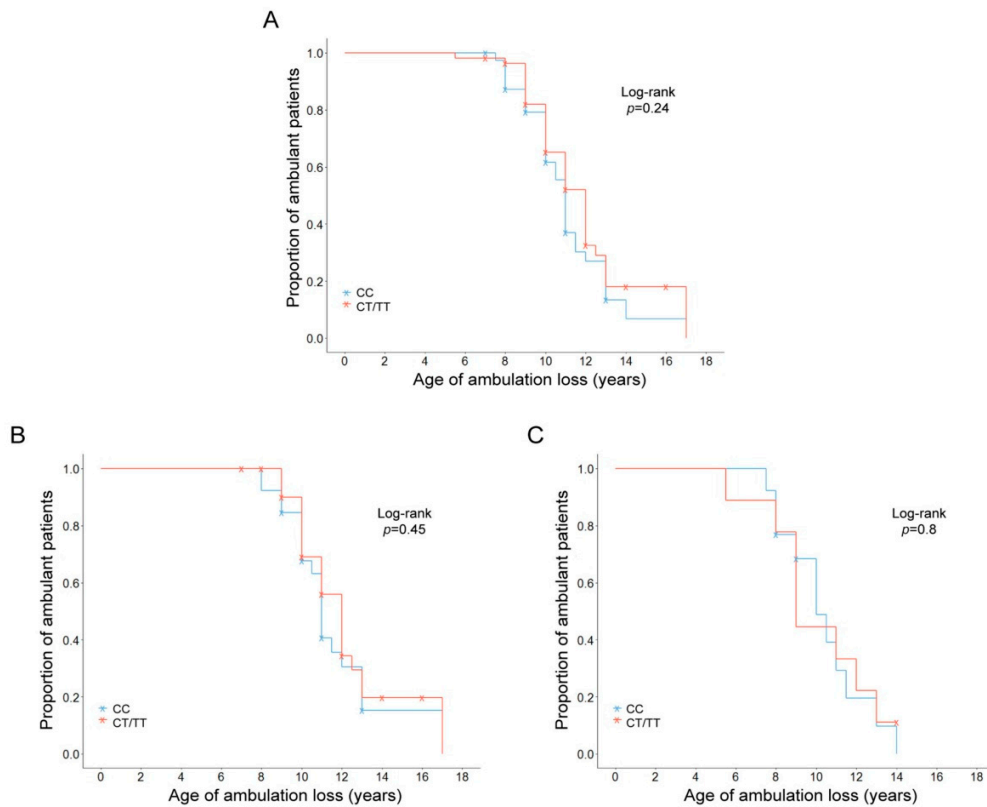 A
Proportion of ambulant patients
1.0
0.8
0.6
0.4
0.2
0.0
Log-rank
p=0.24
CC
CT/TT
0 2 4 6 8 10 12 14 16 18
Age of ambulation loss (years)
B
Proportion of ambulant patients
1.0
0.8
0.6
0.4
0.2
0.0
Log-rank
p=0.45
CC
CT/TT
0 2 4 6 8 10 12 14 16 18
Age of ambulation loss (years)
C
Proportion of ambulant patients
1.0
0.8
0.6
0.4
0.2
0.0
Log-rank
p=0.8
CC
CT/TT
0 2 4 6 8 10 12 14 16 18
Age of ambulation loss (years)